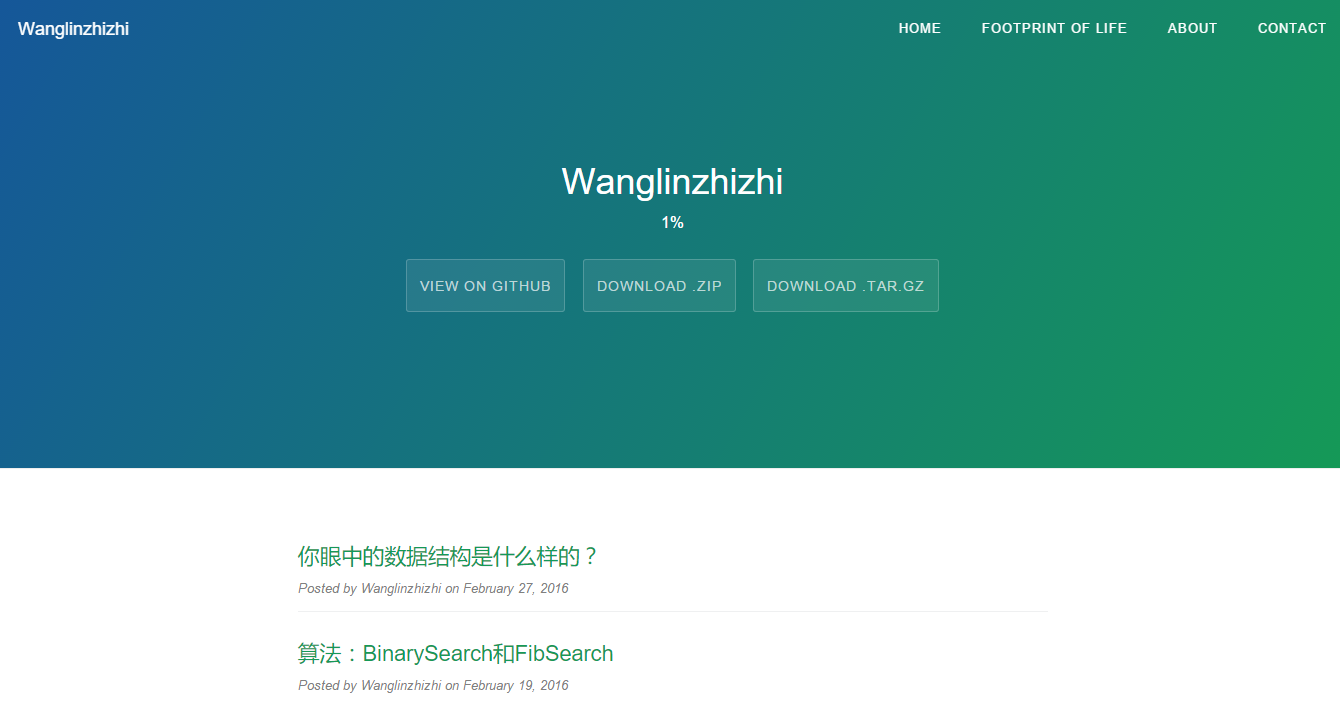 Wanglinzhizhi HOME FOOTPRINT OF LIFE ABOUT CONTACT
Wanglinzhizhi
1%
VIEW ON GITHUB DOWNLOAD .ZIP DOWNLOAD .TAR.GZ
你眼中的数据结构是什么样的？
Posted by Wanglinzhizhi on February 27, 2016
算法：BinarySearch和FibSearch
Posted by Wanglinzhizhi on February 19, 2016